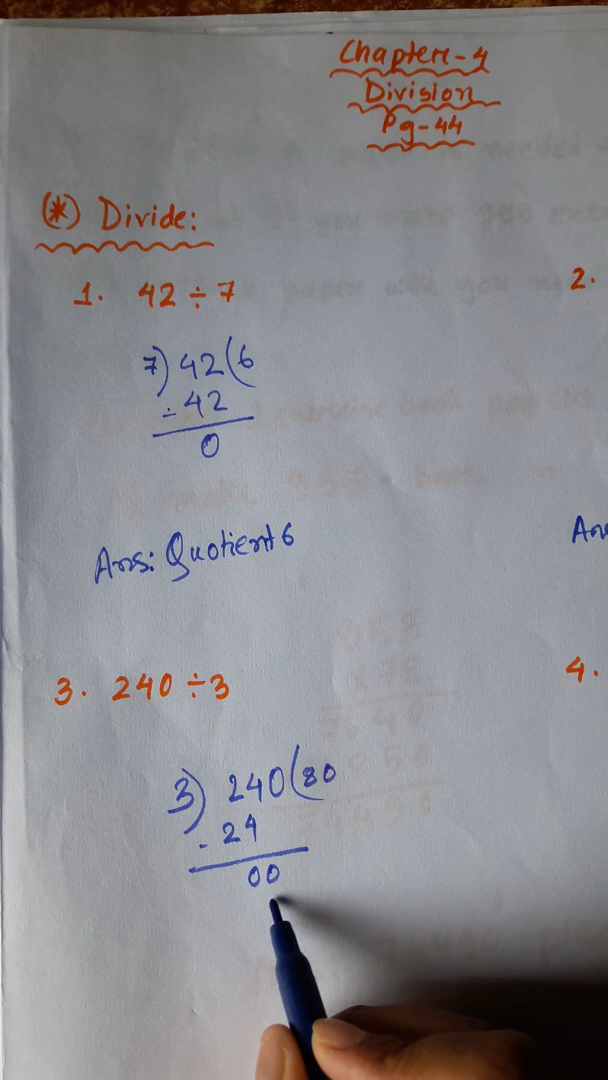 Chapter-4
Division
Pg-44
(*) Divide:
1. 42 ÷ 7
2.
7) 42 (6
- 42
0
Ans: Quotient 6
3. 240 ÷ 3
4.
3) 240 (80
- 24
00